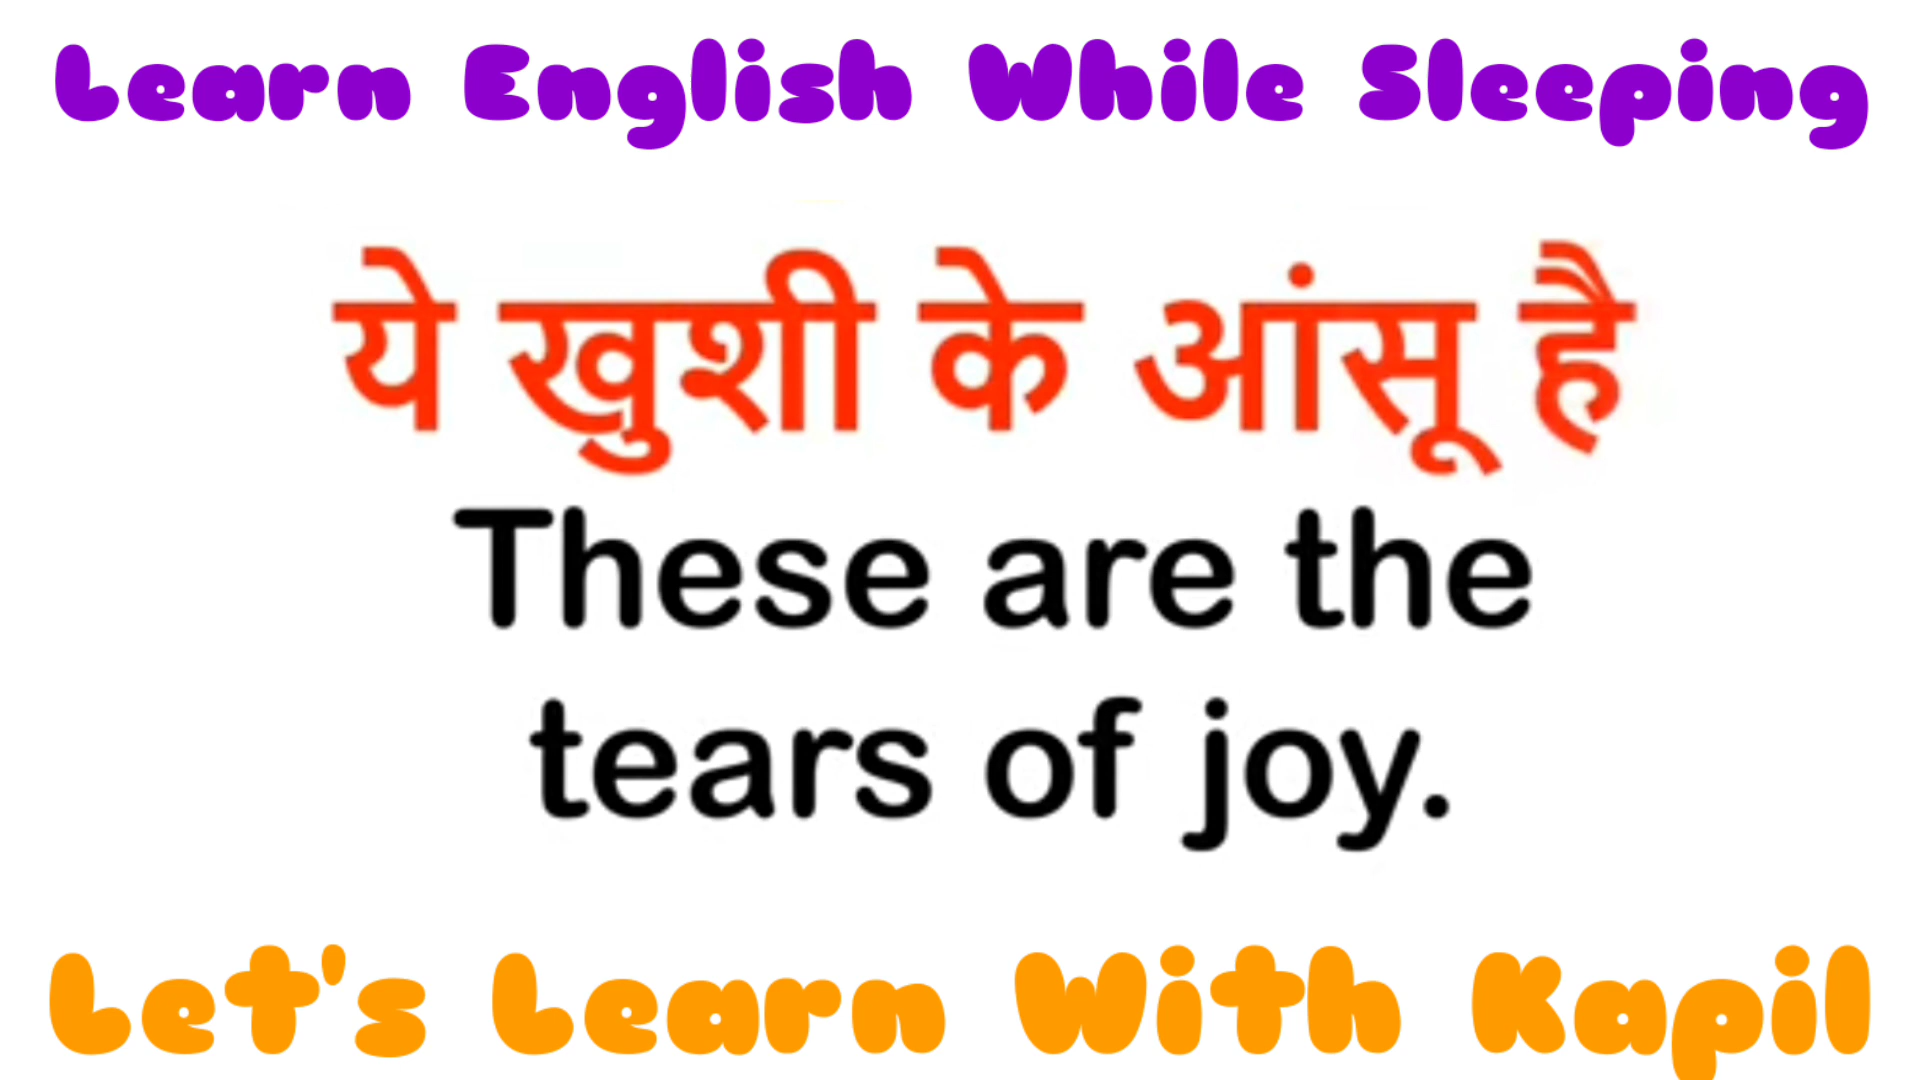 Learn English While Sleeping
ये खुशी के आंसू है
These are the
tears of joy.
Let's Learn With Kapil